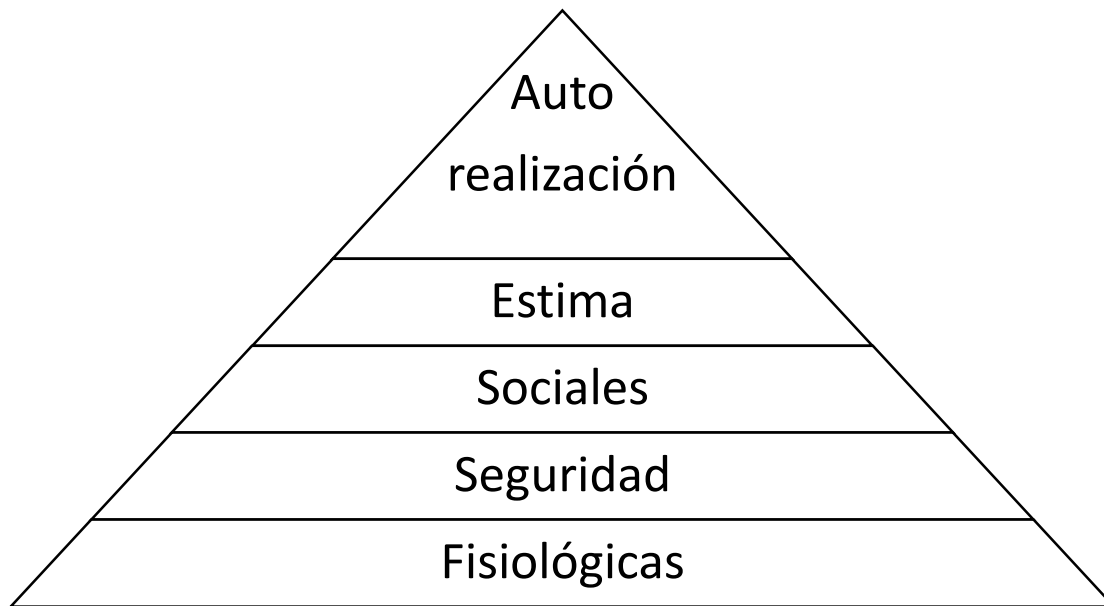 Auto
realización
Estima
Sociales
Seguridad
Fisiológicas